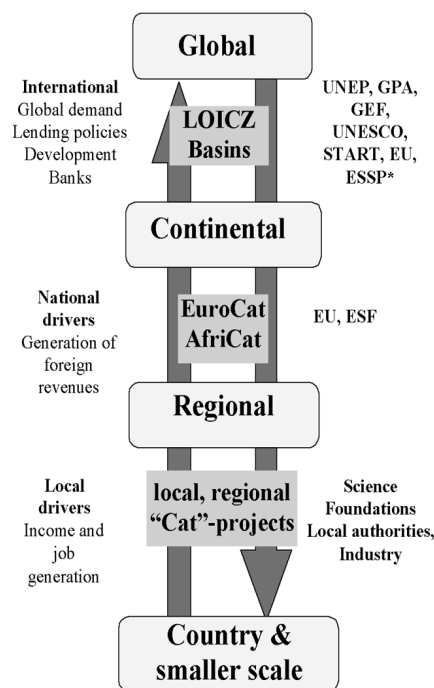 Global
International
Global demand
Lending policies
Development
Banks
LOICZ
Basins
UNEP, GPA,
GEF,
UNESCO,
START, EU,
ESSP*
Continental
National
drivers
Generation of
foreign
revenues
EuroCat
AfriCat
EU, ESF
Regional
Local
drivers
Income and
job
generation
local, regional
“Cat”-projects
Science
Foundations
Local authorities,
Industry
Country &
smaller scale